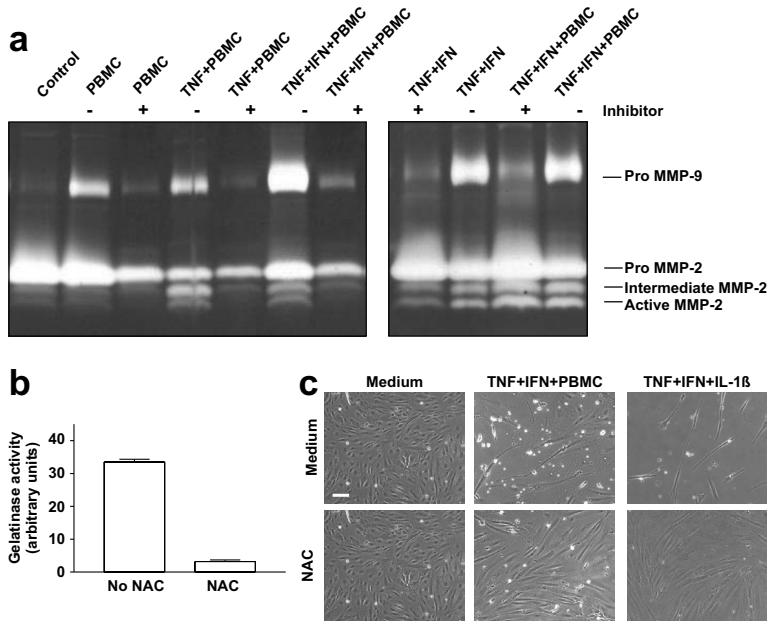 a
Control
PBMC
PBMC
TNF+PBMC
TNF+PBMC
TNF+IFN+PBMC
TNF+IFN+PBMC
TNF+IFN
TNF+IFN
TNF+IFN+PBMC
TNF+IFN+PBMC
- + - + - + + - + - Inhibitor
Pro MMP-9
Pro MMP-2
Intermediate MMP-2
Active MMP-2
b
Gelatinase activity
(arbitrary units)
40
30
20
10
0
No NAC NAC
c
Medium TNF+IFN+PBMC TNF+IFN+IL-1ß
Medium
NAC